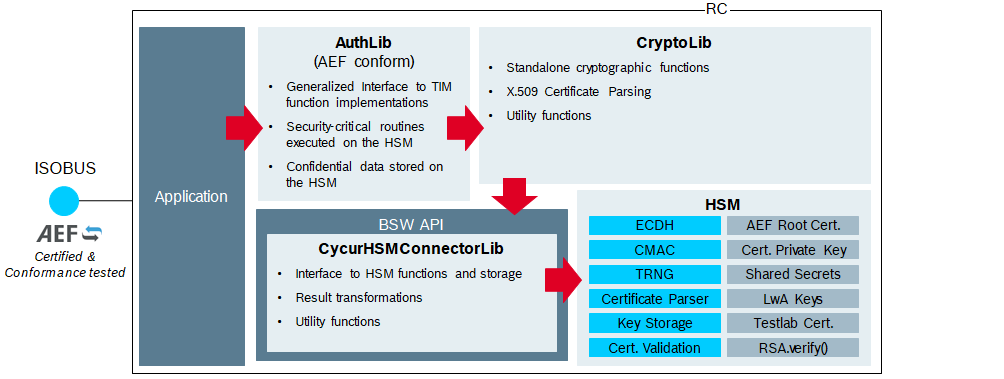 RC
ISOBUS
AEF
Certified &
Conformance tested
Application
AuthLib
(AEF conform)
• Generalized Interface to TIM
function implementations
• Security-critical routines
executed on the HSM
• Confidential data stored on
the HSM
CryptoLib
• Standalone cryptographic functions
• X.509 Certificate Parsing
• Utility functions
BSW API
CycurHSMConnectorLib
• Interface to HSM functions and storage
• Result transformations
• Utility functions
HSM
ECDH
AEF Root Cert.
CMAC
Cert. Private Key
TRNG
Shared Secrets
Certificate Parser
LwA Keys
Key Storage
Testlab Cert.
Cert. Validation
RSA.verify()